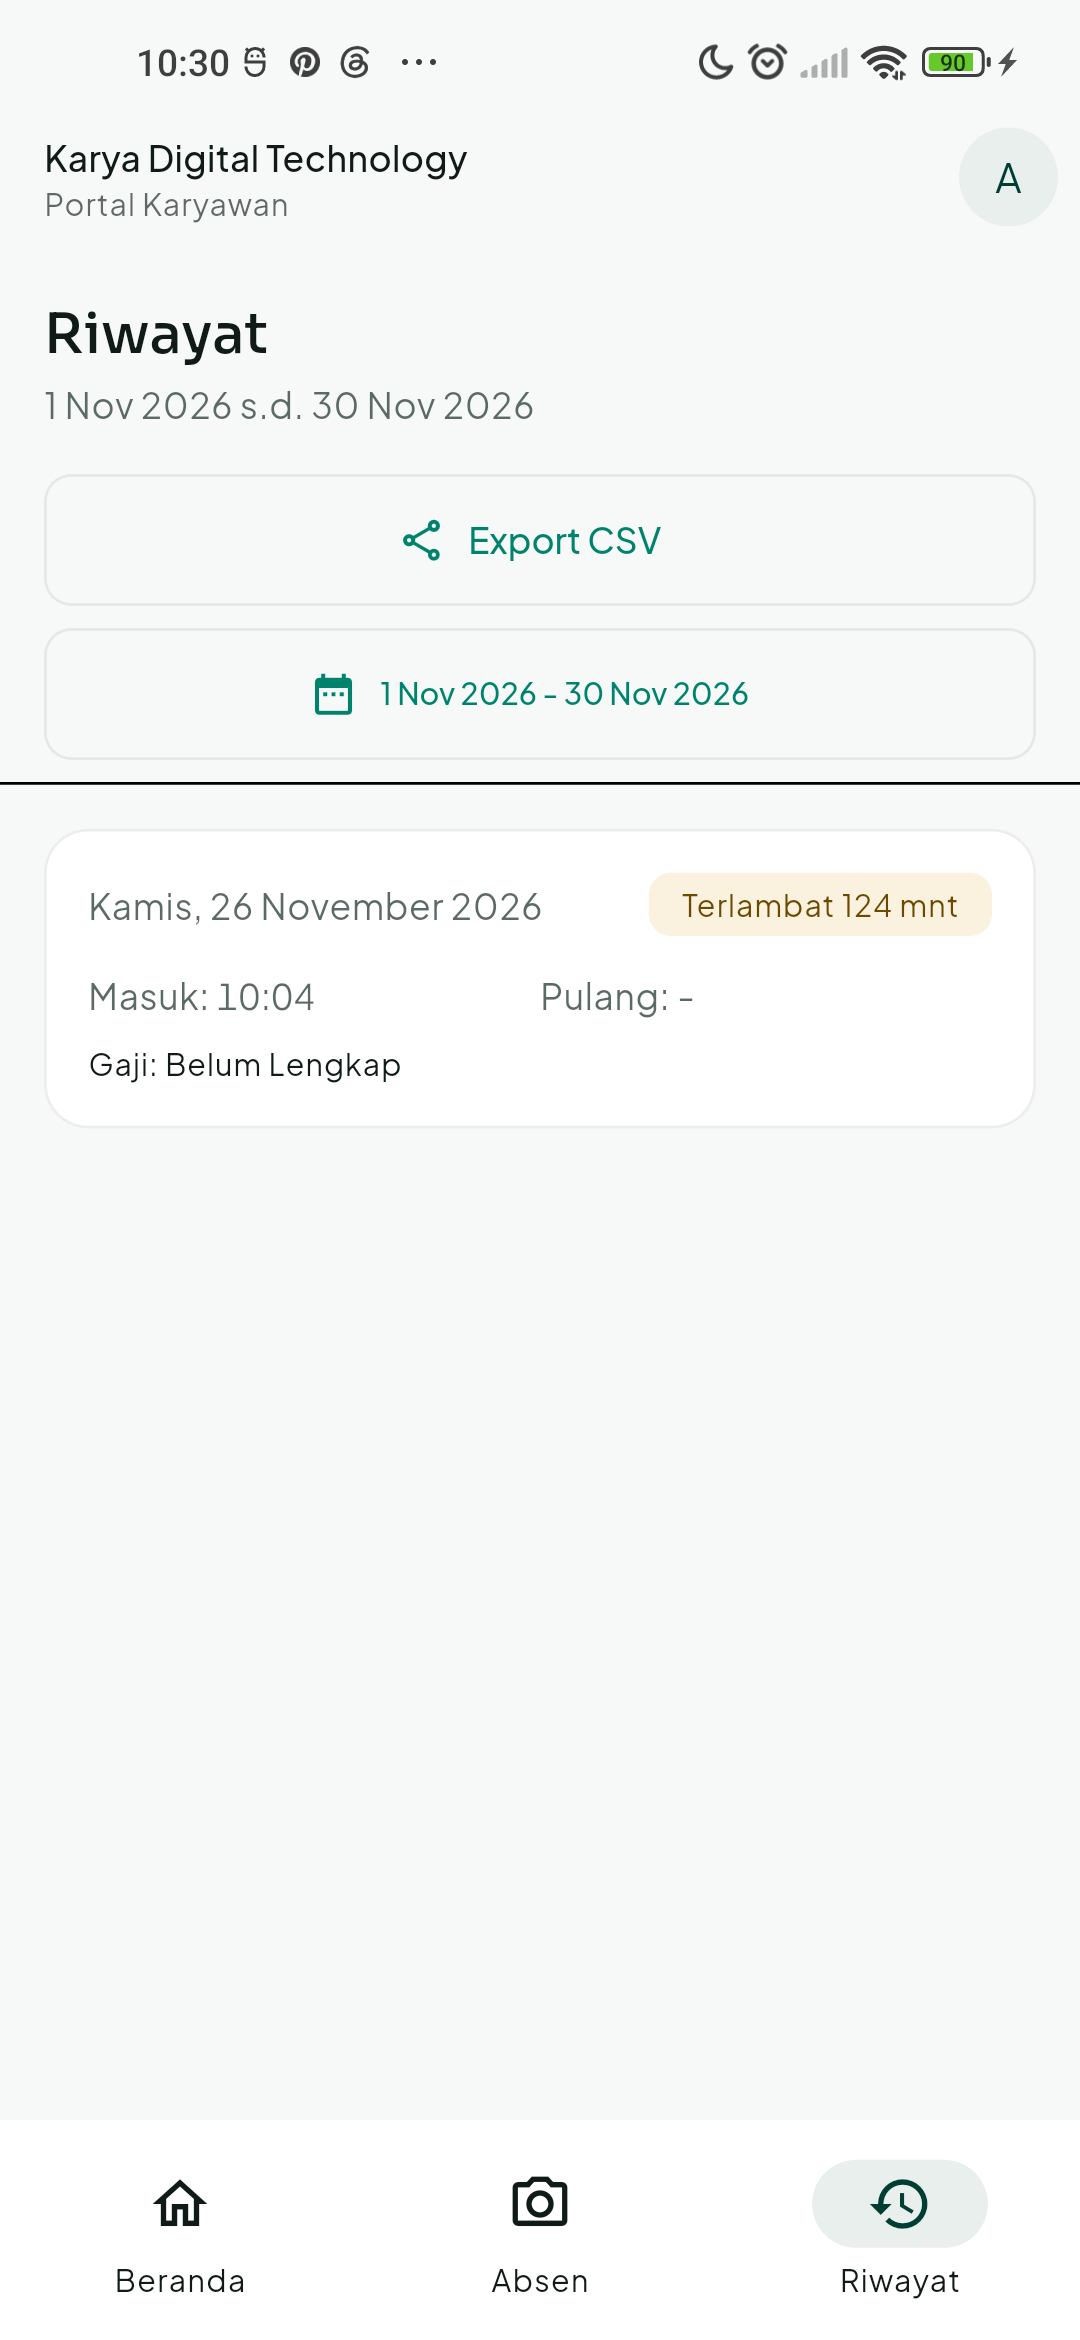 10:30
90
Karya Digital Technology
Portal Karyawan
A
Riwayat
1 Nov 2026 s.d. 30 Nov 2026
Export CSV
1 Nov 2026 - 30 Nov 2026
Kamis, 26 November 2026
Terlambat 124 mnt
Masuk: 10:04
Pulang: -
Gaji: Belum Lengkap
Beranda
Absen
Riwayat